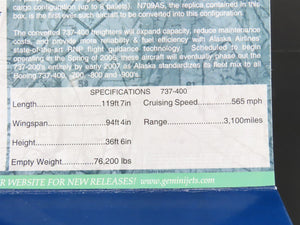 cargo configuration (up to a pallets). N709AS, the replica contained in this
box, is the first over such aircraft to be converted into this configuration.
The converted 737-400 freighters will expand capacity, reduce maintenance
costs, and provide more reliability & fuel efficiency with Alaska Airlines
state-of-the-art RNP flight guidance technology. Scheduled to begin
operating in the Spring of 2006, these aircraft will eventually phase out the
737-200's entirely by early 2007 as Alaska standardizes its fleet mix to all
Boeing 737-400, -700, -800 and -900's.
SPECIFICATIONS 737-400
Length 119ft 7in Cruising Speed 565 mph
Wingspan 94ft 4in Range 3,100miles
Height 36ft 6in
Empty Weight 76,200 lbs
R WEBSITE FOR NEW RELEASES! www.geminijets.com